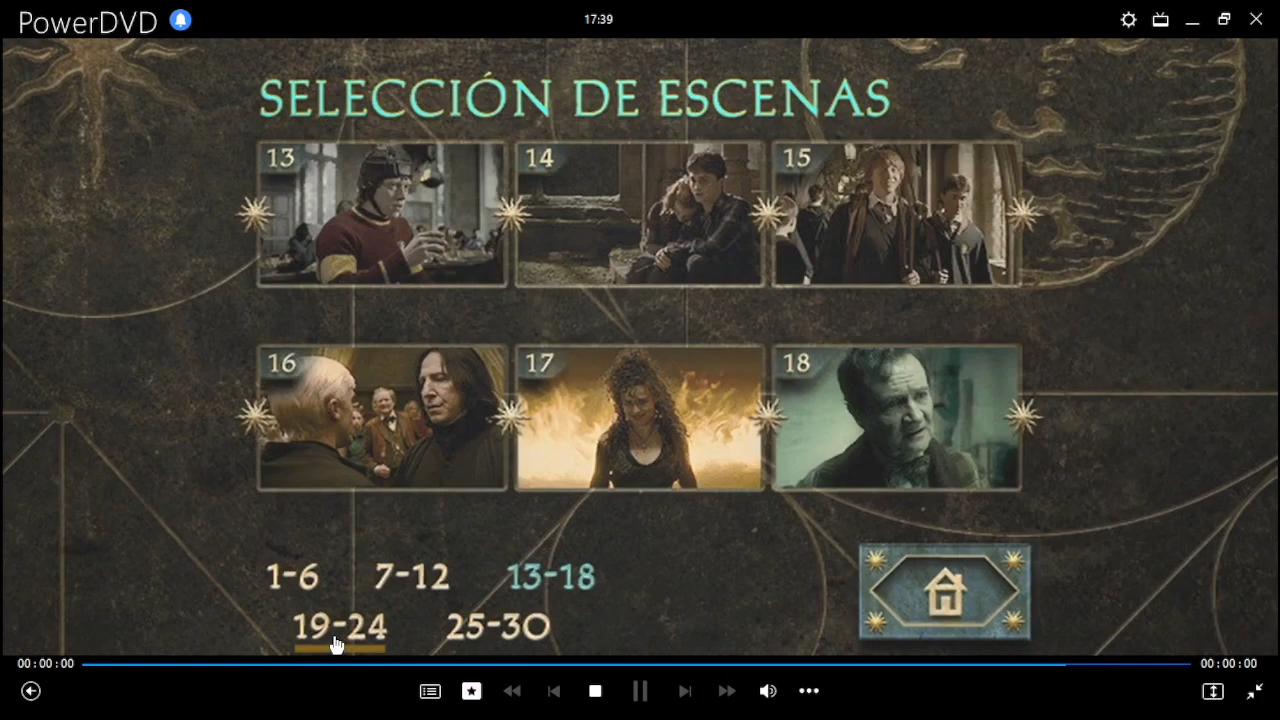 PowerDVD
17:39
SELECCIÓN DE ESCENAS
13 14 15
16 17 18
1-6 7-12 13-18
19-24 25-30
00:00:00 00:00:00